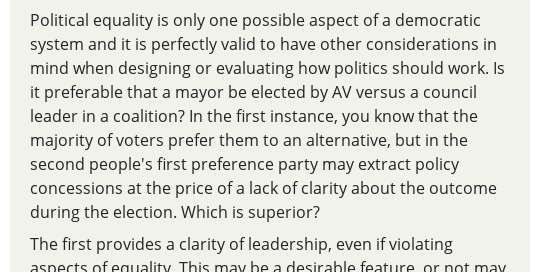 Political equality is only one possible aspect of a democratic
system and it is perfectly valid to have other considerations in
mind when designing or evaluating how politics should work. Is
it preferable that a mayor be elected by AV versus a council
leader in a coalition? In the first instance, you know that the
majority of voters prefer them to an alternative, but in the
second people's first preference party may extract policy
concessions at the price of a lack of clarity about the outcome
during the election. Which is superior?
The first provides a clarity of leadership, even if violating
aspects of equality. This may be a desirable feature, or not may